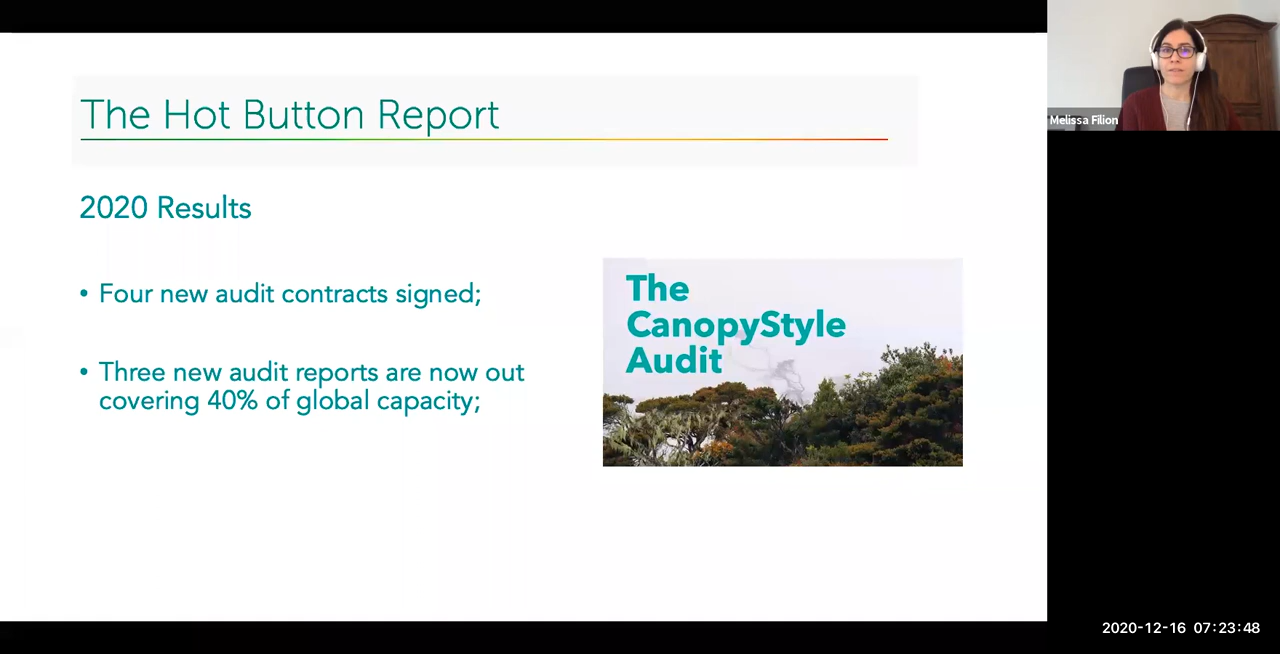 The Hot Button Report
2020 Results
• Four new audit contracts signed;
• Three new audit reports are now out
covering 40% of global capacity;
The
CanopyStyle
Audit
Melissa Filion
2020-12-16 07:23:48